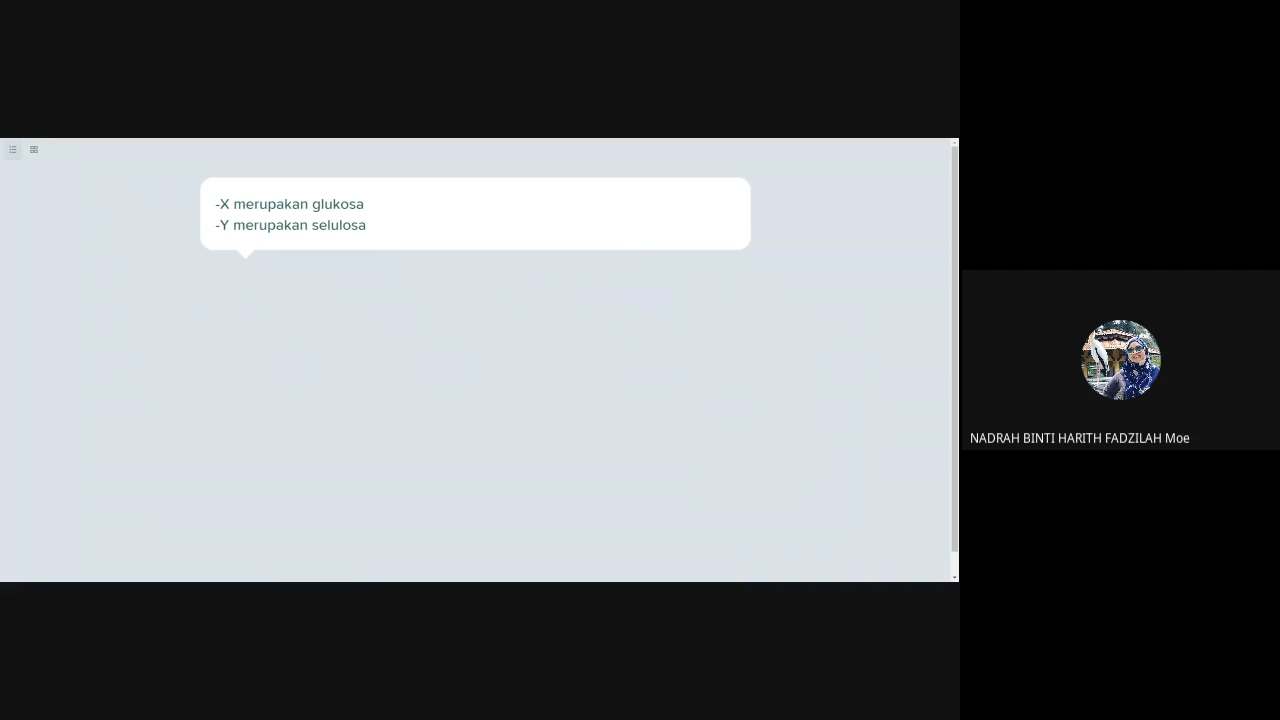 -X merupakan glukosa
-Y merupakan selulosa
NADRAH BINTI HARITH FADZILAH Moe